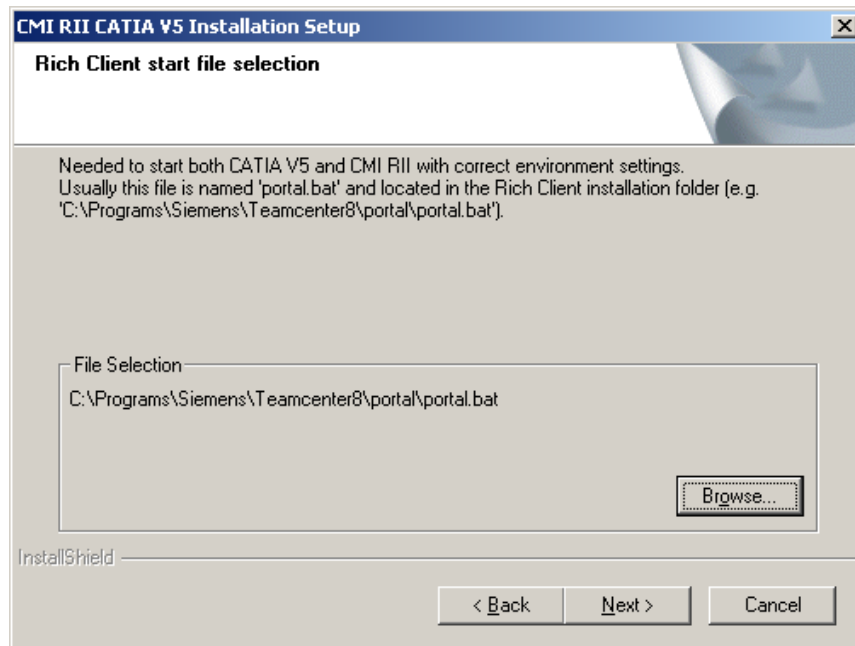 CMI RII CATIA V5 Installation Setup
Rich Client start file selection
Needed to start both CATIA V5 and CMI RII with correct environment settings.
Usually this file is named 'portal.bat' and located in the Rich Client installation folder (e.g.
'C:\Programs\Siemens\Teamcenter8\portal\portal.bat').
File Selection
C:\Programs\Siemens\Teamcenter8\portal\portal.bat
Browse...
InstallShield
< Back
Next >
Cancel